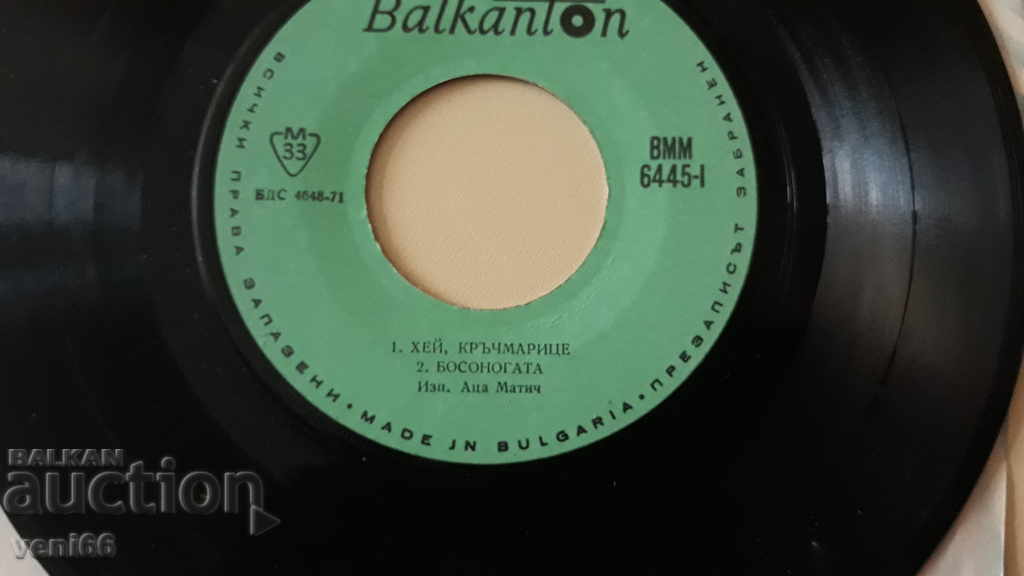 Balkanton
ВСИЧКИ ПРАВА ЗАПАЗЕНИ • MADE IN BULGARIA • ПРЕЗАПИСЪТ ЗАБРАНЕН
М
33
БДС 4648-71
ВММ
6445-I
1. ХЕЙ, КРЪЧМАРИЦЕ
2. БОСОНОГАТА
Изп. Аца Матич
BALKAN
auction
veni66